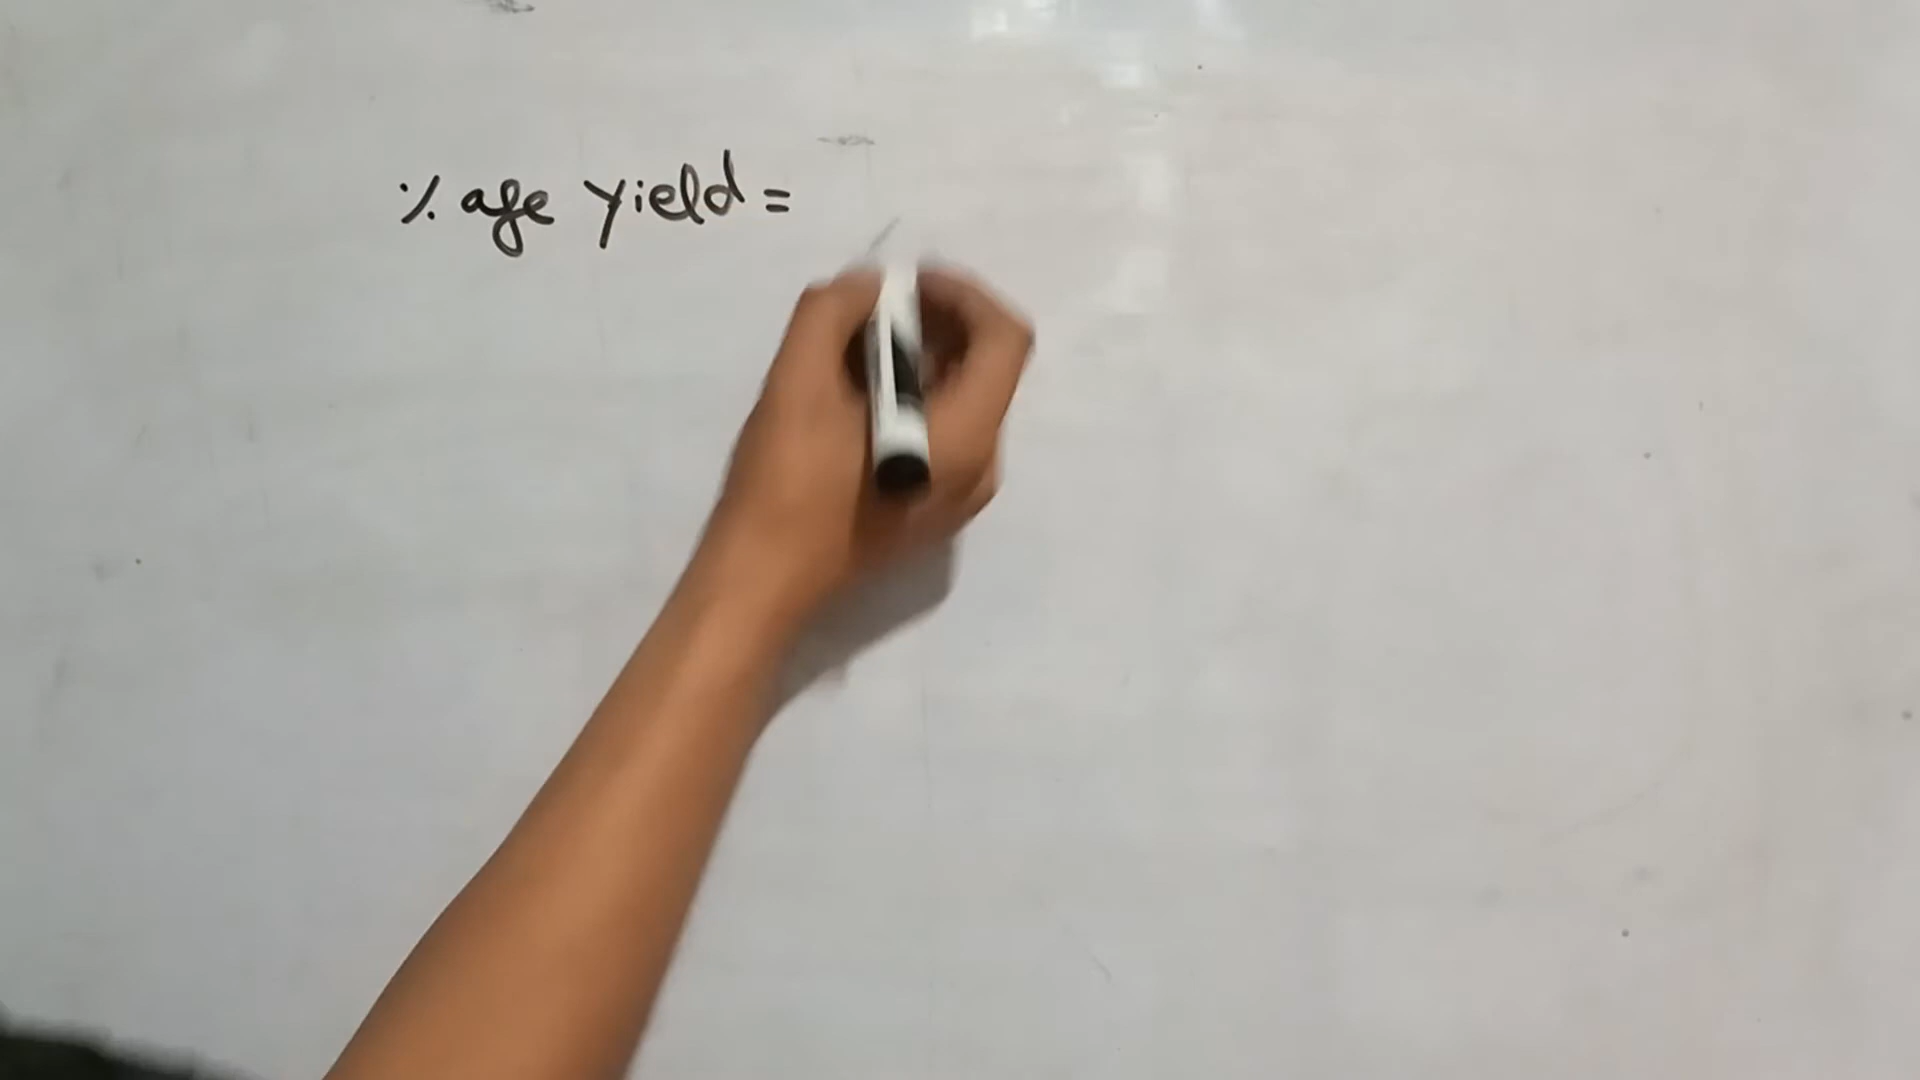 % age yield =